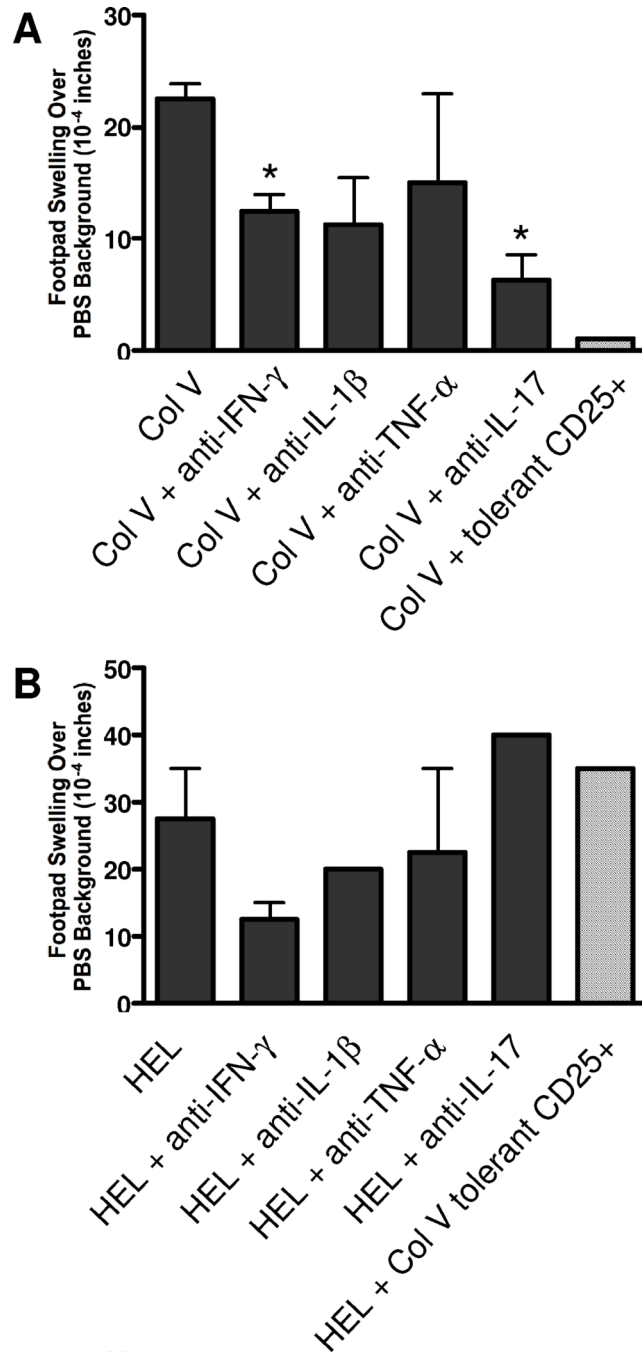 A
Footpad Swelling Over
PBS Background (10⁻⁴ inches)
30
20
10
0
*
*
Col V
Col V + anti-IFN-γ
Col V + anti-IL-1β
Col V + anti-TNF-α
Col V + anti-IL-17
Col V + tolerant CD25+
B
Footpad Swelling Over
PBS Background (10⁻⁴ inches)
50
40
30
20
10
0
HEL
HEL + anti-IFN-γ
HEL + anti-IL-1β
HEL + anti-TNF-α
HEL + anti-IL-17
HEL + Col V tolerant CD25+